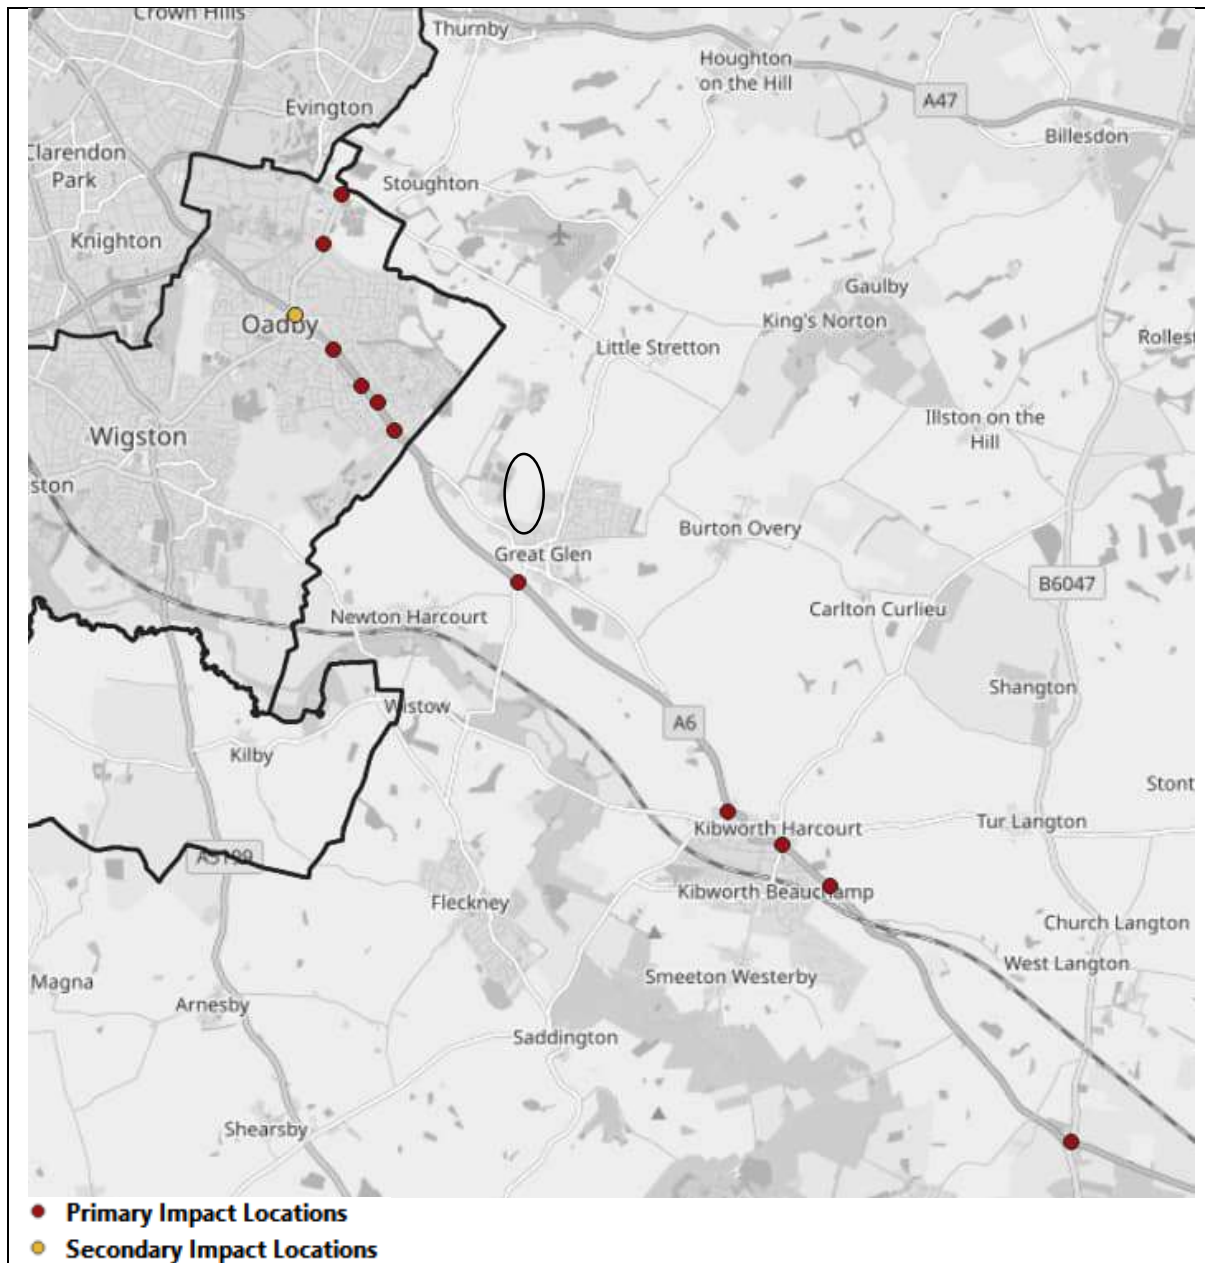 Crown Hills
Thurnby
Houghton
on the Hill
A47
Evington
Billesdon
Clarendon
Park
Stoughton
Knighton
Gaulby
King's Norton
Oadby
Little Stretton
Rollest
Illston on the
Hill
Wigston
ston
Burton Overy
Great Glen
B6047
Carlton Curlieu
Newton Harcourt
Shangton
Wistow
A6
Kilby
Stont
Tur Langton
Kibworth Harcourt
A5199
Kibworth Beauchamp
Fleckney
Church Langton
West Langton
Smeeton Westerby
Magna
Arnesby
Saddington
Shearsby
Primary Impact Locations
Secondary Impact Locations